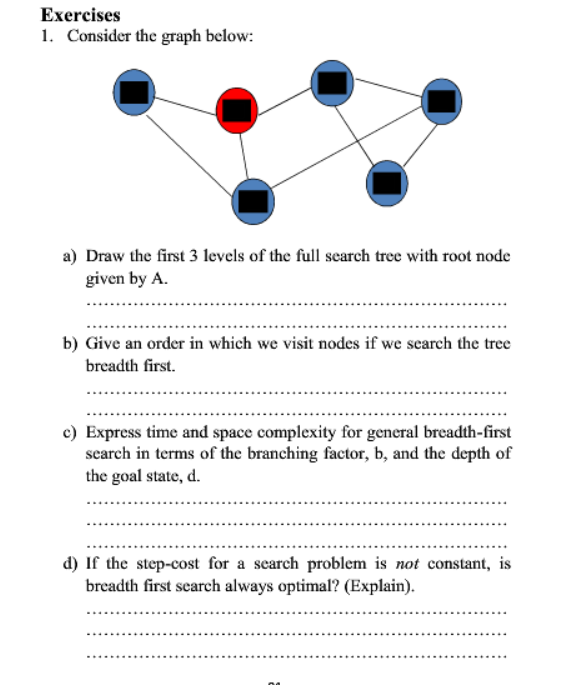 Exercises
1. Consider the graph below:
a) Draw the first 3 levels of the full search tree with root node
given by A.
b) Give an order in which we visit nodes if we search the tree
breadth first.
c) Express time and space complexity for general breadth-first
search in terms of the branching factor, b, and the depth of
the goal state, d.
d) If the step-cost for a search problem is not constant, is
breadth first search always optimal? (Explain).